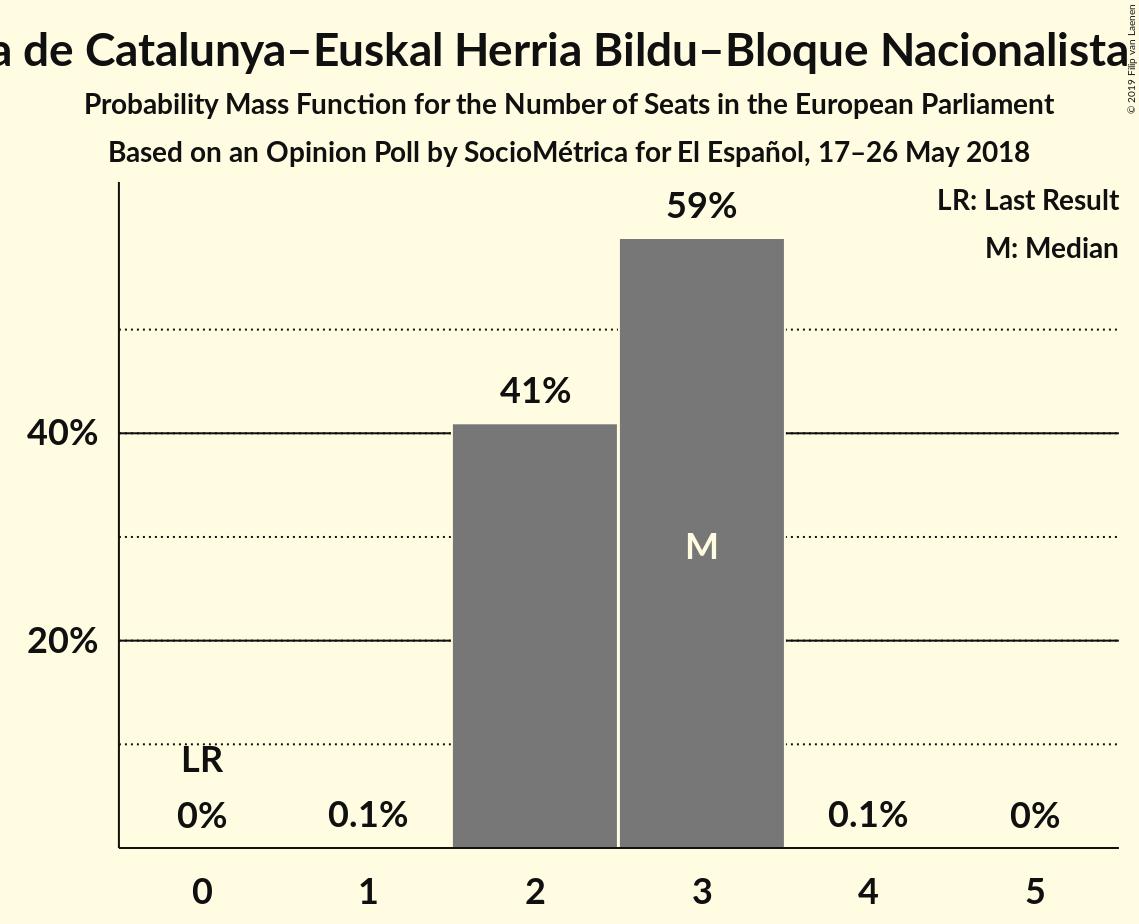 a de Catalunya–Euskal Herria Bildu–Bloque Nacionalista
Probability Mass Function for the Number of Seats in the European Parliament
Based on an Opinion Poll by SocioMétrica for El Español, 17–26 May 2018
© 2019 Filip van Laenen
LR: Last Result
M: Median
59%
41%
40%
M
20%
LR
0%
0.1%
0.1%
0%
0
1
2
3
4
5